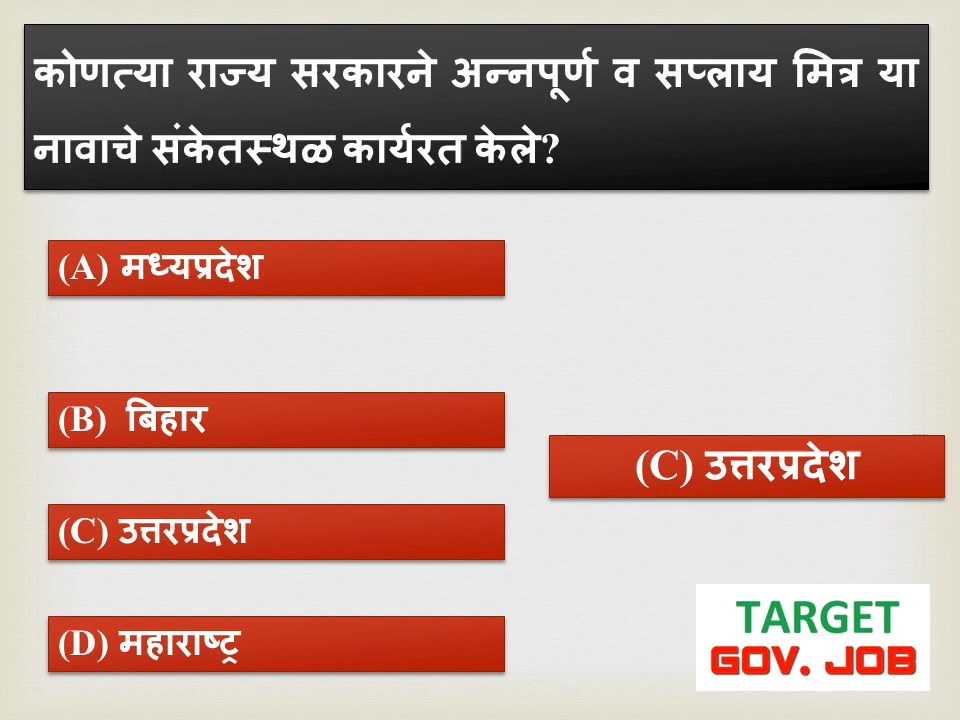 कोणत्या राज्य सरकारने अन्नपूर्ण व सप्लाय मित्र या
नावाचे संकेतस्थळ कार्यरत केले?
(A) मध्यप्रदेश
(B) बिहार
(C) उत्तरप्रदेश
(C) उत्तरप्रदेश
(D) महाराष्ट्र
TARGET
GOV. JOB